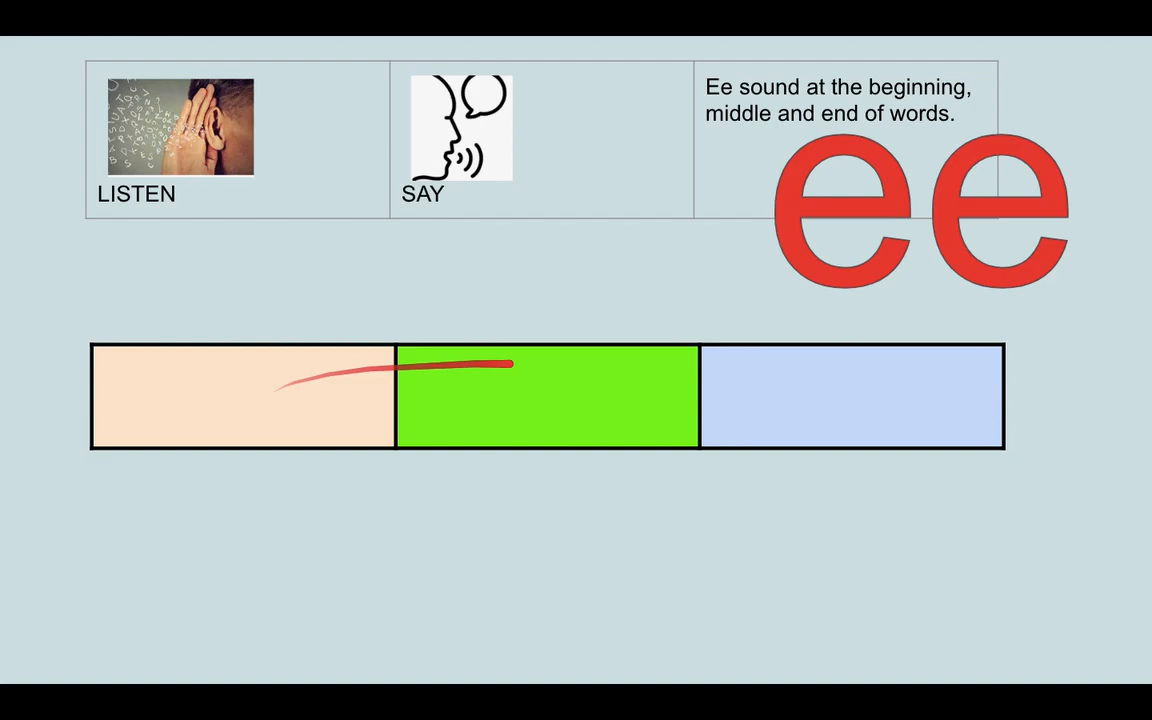 Ee sound at the beginning,
middle and end of words.
ee
LISTEN
SAY